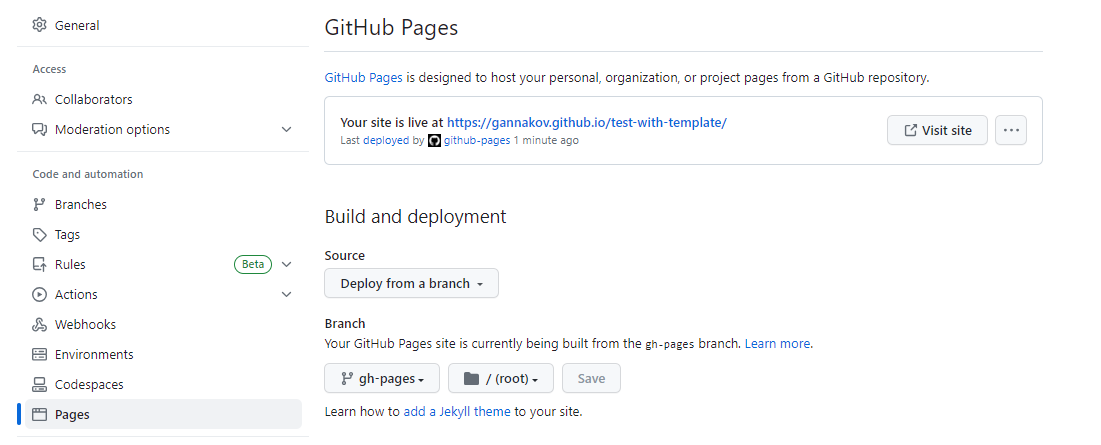 General
Access
Collaborators
Moderation options
Code and automation
Branches
Tags
Rules Beta
Actions
Webhooks
Environments
Codespaces
Pages
GitHub Pages
GitHub Pages is designed to host your personal, organization, or project pages from a GitHub repository.
Your site is live at https://gannakov.github.io/test-with-template/
Last deployed by github-pages 1 minute ago
Visit site
Build and deployment
Source
Deploy from a branch
Branch
Your GitHub Pages site is currently being built from the gh-pages branch. Learn more.
gh-pages / (root) Save
Learn how to add a Jekyll theme to your site.